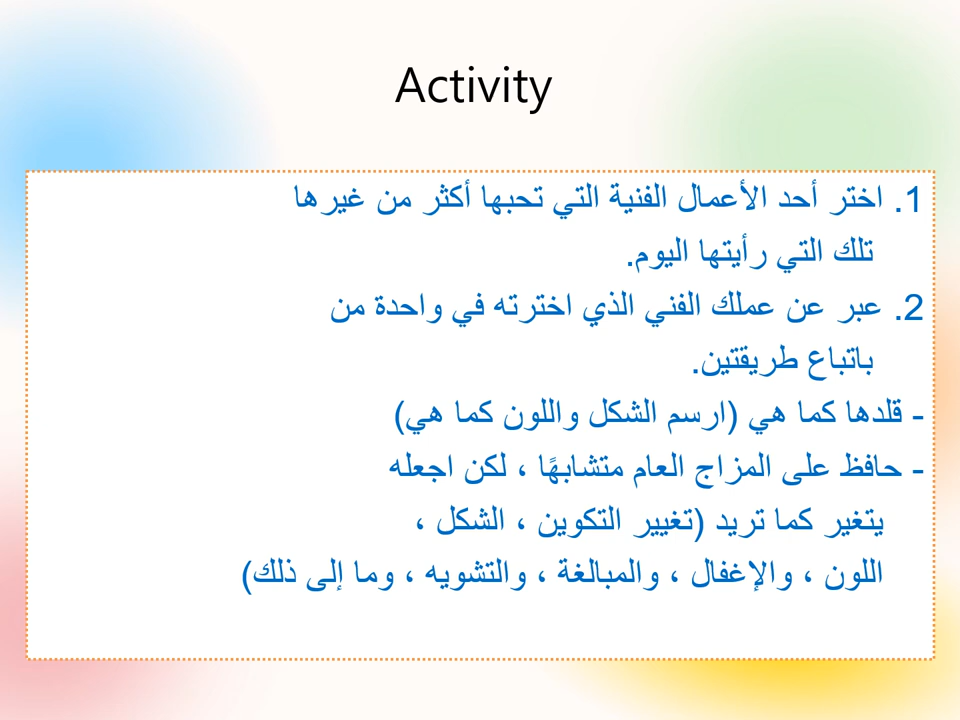 Activity
1. اختر أحد الأعمال الفنية التي تحبها أكثر من غيرها
تلك التي رأيتها اليوم.
2. عبر عن عملك الفني الذي اخترته في واحدة من
باتباع طريقتين.
- قلدها كما هي (ارسم الشكل واللون كما هي)
- حافظ على المزاج العام متشابهًا ، لكن اجعله
يتغير كما تريد (تغيير التكوين ، الشكل ،
اللون ، والإغفال ، والمبالغة ، والتشويه ، وما إلى ذلك)